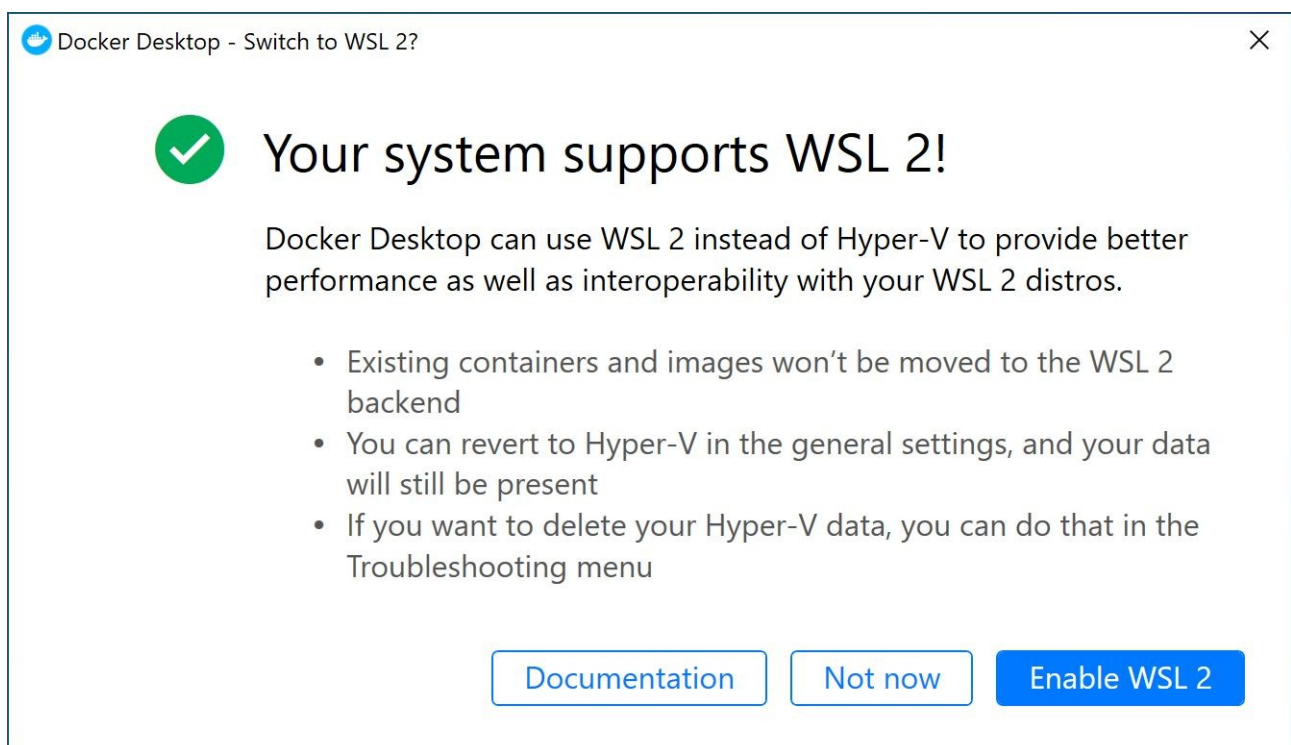 Docker Desktop - Switch to WSL 2?
Your system supports WSL 2!
Docker Desktop can use WSL 2 instead of Hyper-V to provide better
performance as well as interoperability with your WSL 2 distros.
• Existing containers and images won’t be moved to the WSL 2
backend
• You can revert to Hyper-V in the general settings, and your data
will still be present
• If you want to delete your Hyper-V data, you can do that in the
Troubleshooting menu
Documentation
Not now
Enable WSL 2